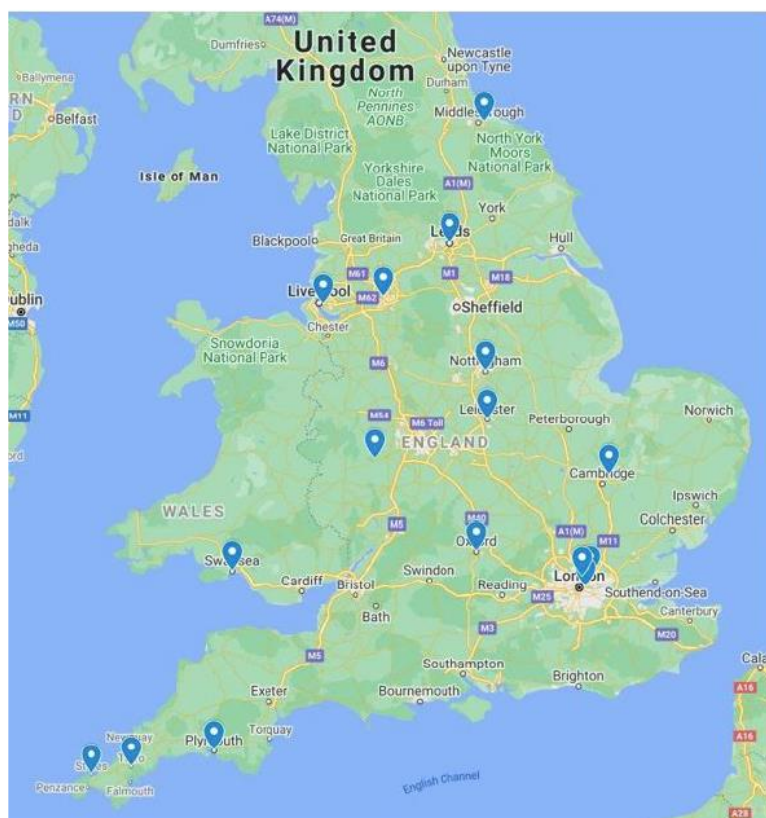 A74(M)
Dumfries
United
Kingdom
Newcastle
upon Tyne
Ballymena
Belfast
North
Pennines
AONB
Durham
Lake District
National Park
North York
Moors
National Park
Isle of Man
Yorkshire
Dales
National Park
A1(M)
York
Blackpool
Great Britain
Hull
M61
M1
M18
M62
Sheffield
Chester
M50
Snowdonia
National Park
M6
Nottingham
M11
M54
M6 Toll
Peterborough
Norwich
ENGLAND
Cambridge
Ipswich
WALES
M5
M40
A1(M)
M11
Colchester
Cardiff
Bristol
Swindon
Reading
London
M25
Southend-on-Sea
Bath
Canterbury
M3
M20
M5
Southampton
Brighton
Exeter
Bournemouth
A16
Torquay
A16
Penzance
Falmouth
English Channel
A28